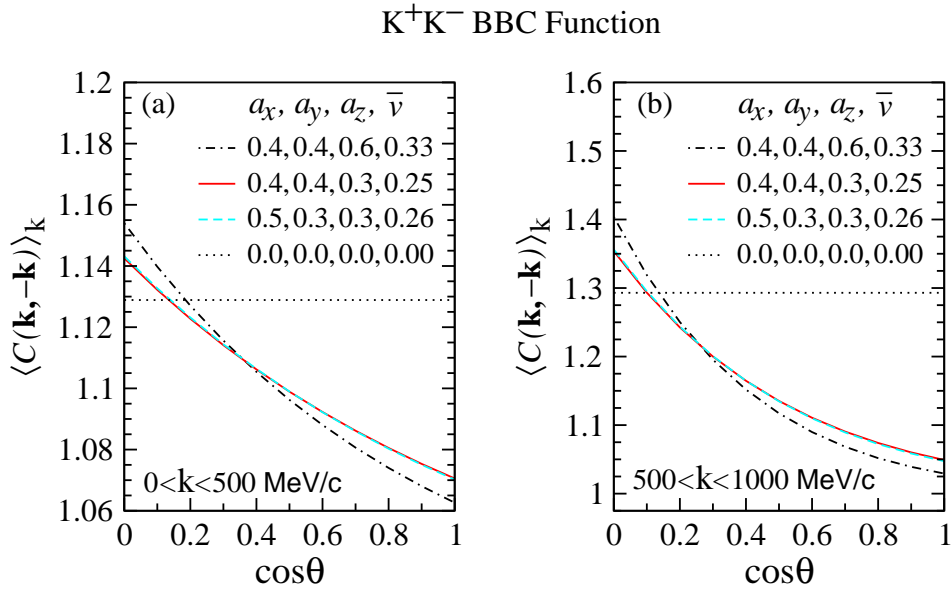 K⁺K⁻ BBC Function
(a) a_x, a_y, a_z, v̅
0.4,0.4,0.6,0.33
0.4,0.4,0.3,0.25
0.5,0.3,0.3,0.26
0.0,0.0,0.0,0.00
1.2
1.18
1.16
1.14
1.12
1.1
1.08
1.06
⟨C(k,−k)⟩_k
0<k<500 MeV/c
0 0.2 0.4 0.6 0.8 1
cosθ
(b) a_x, a_y, a_z, v̅
0.4,0.4,0.6,0.33
0.4,0.4,0.3,0.25
0.5,0.3,0.3,0.26
0.0,0.0,0.0,0.00
1.6
1.5
1.4
1.3
1.2
1.1
1
⟨C(k,−k)⟩_k
500<k<1000 MeV/c
0 0.2 0.4 0.6 0.8 1
cosθ